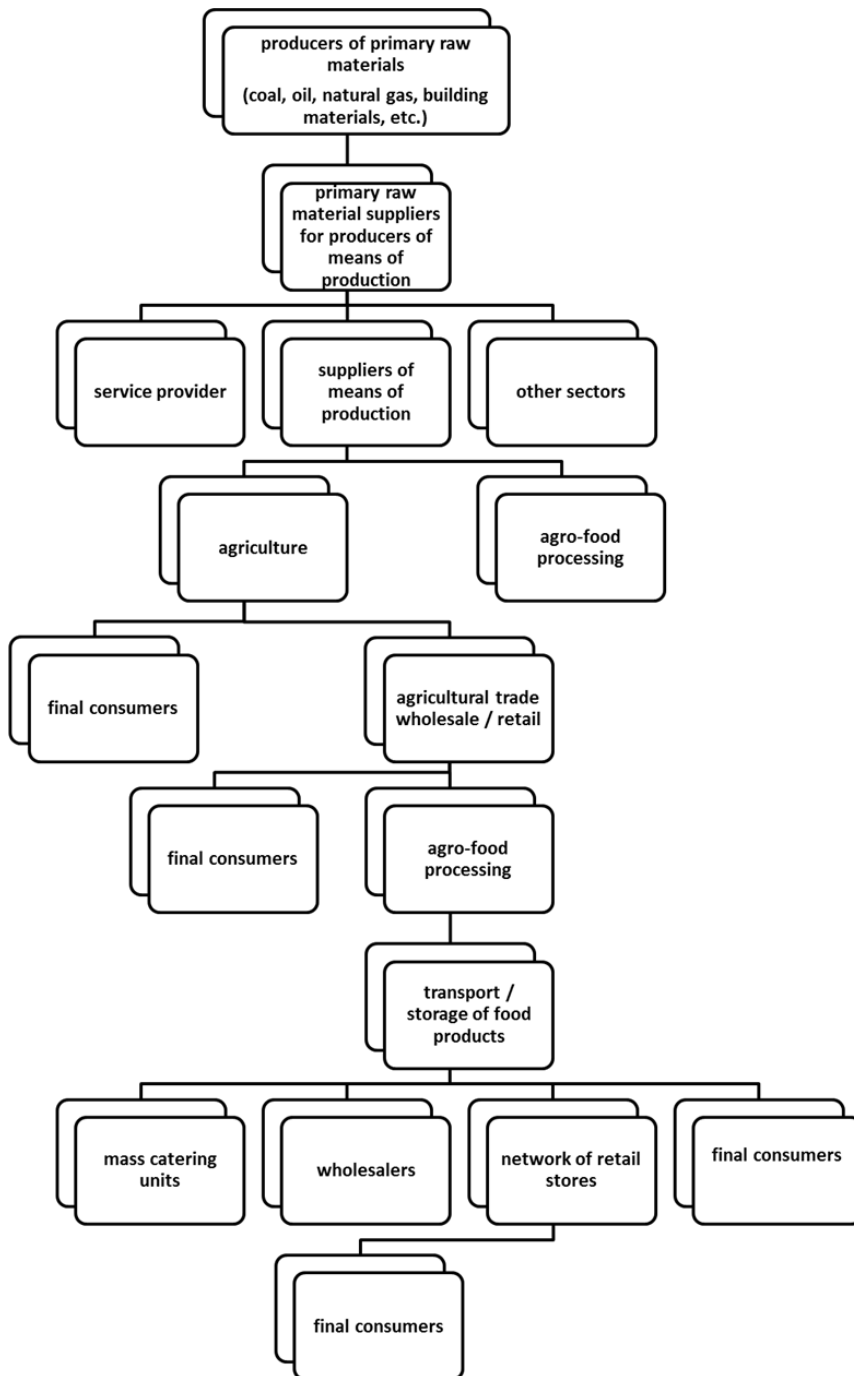 producers of primary raw
materials
(coal, oil, natural gas, building
materials, etc.)
primary raw
material suppliers
for producers of
means of
production
service provider
suppliers of
means of
production
other sectors
agriculture
agro-food
processing
final consumers
agricultural trade
wholesale / retail
final consumers
agro-food
processing
transport /
storage of food
products
mass catering
units
wholesalers
network of retail
stores
final consumers
final consumers